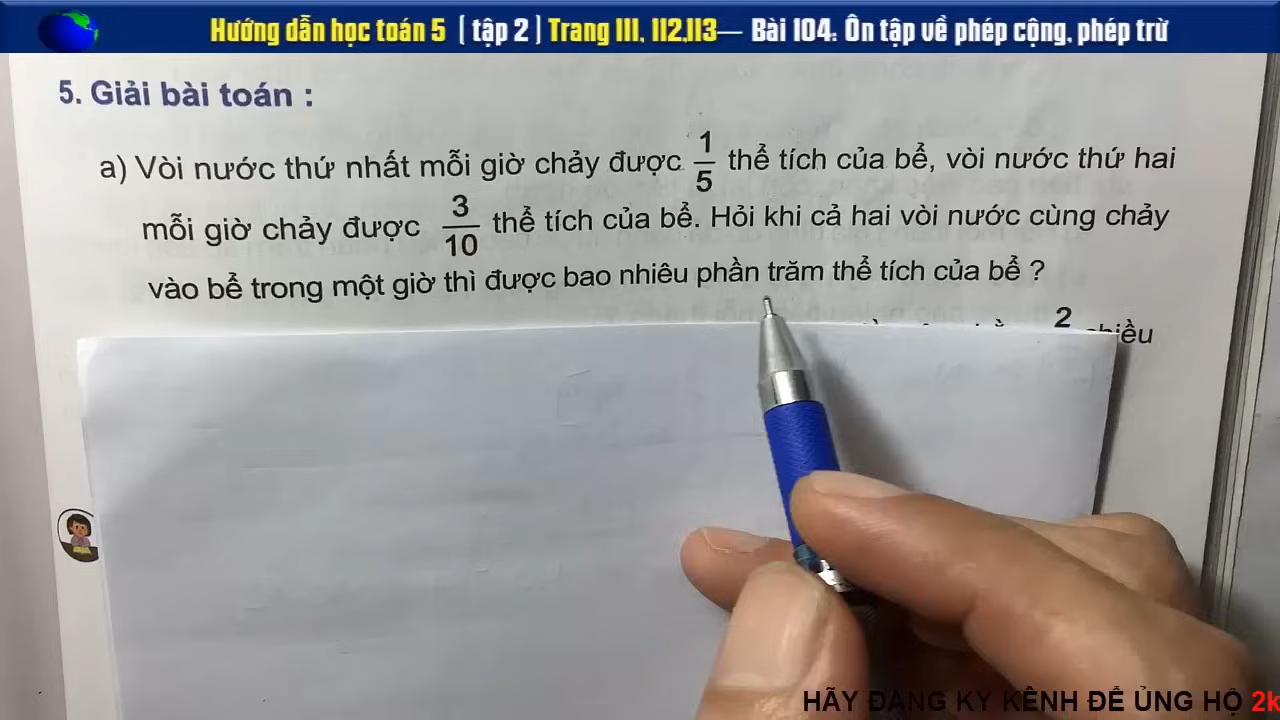 Hướng dẫn học toán 5 ( tập 2 ) Trang 111, 112,113— Bài 104: Ôn tập về phép cộng, phép trừ
5. Giải bài toán :
a) Vòi nước thứ nhất mỗi giờ chảy được 1/5 thể tích của bể, vòi nước thứ hai
mỗi giờ chảy được 3/10 thể tích của bể. Hỏi khi cả hai vòi nước cùng chảy
vào bể trong một giờ thì được bao nhiêu phần trăm thể tích của bể ?
2
HÃY ĐĂNG KÝ KÊNH ĐỂ ỦNG HỘ 2k